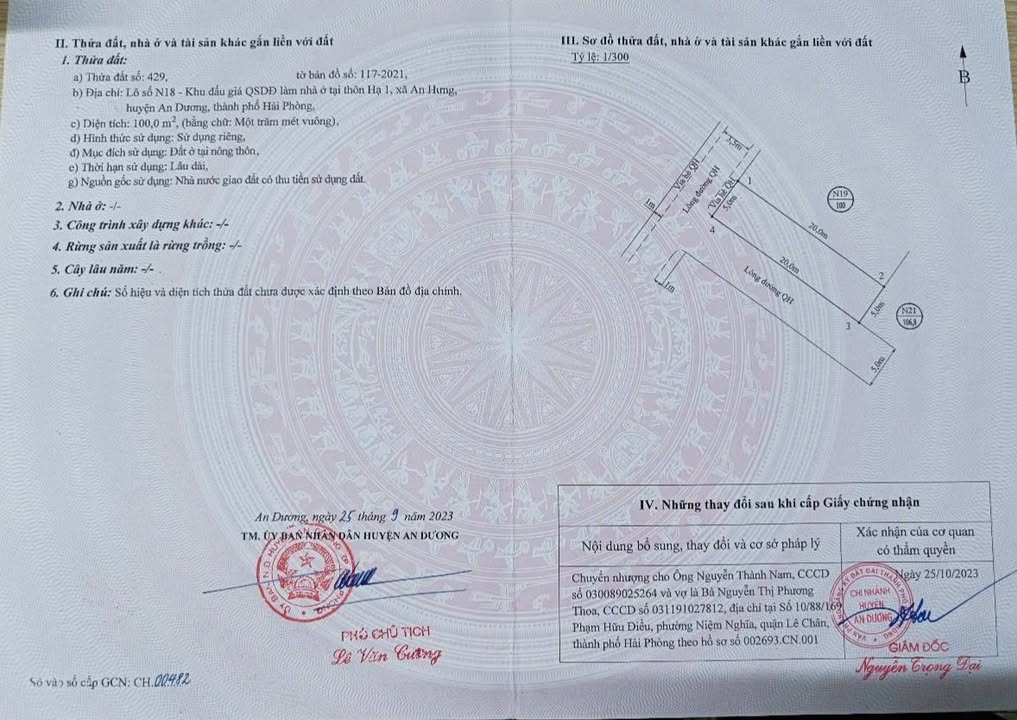 II. Thửa đất, nhà ở và tài sản khác gắn liền với đất
1. Thửa đất:
a) Thửa đất số: 429, tờ bản đồ số: 117-2021,
b) Địa chỉ: Lô số N18 - Khu đấu giá QSDĐ làm nhà ở tại thôn Hạ 1, xã An Hưng,
huyện An Dương, thành phố Hải Phòng,
c) Diện tích: 100,0 m², (bằng chữ: Một trăm mét vuông),
d) Hình thức sử dụng: Sử dụng riêng,
đ) Mục đích sử dụng: Đất ở tại nông thôn,
e) Thời hạn sử dụng: Lâu dài,
g) Nguồn gốc sử dụng: Nhà nước giao đất có thu tiền sử dụng đất.
2. Nhà ở: -/-
3. Công trình xây dựng khác: -/-
4. Rừng sản xuất là rừng trồng: -/-
5. Cây lâu năm: -/-
6. Ghi chú: Số hiệu và diện tích thửa đất chưa được xác định theo Bản đồ địa chính.
An Dương, ngày 25 tháng 9 năm 2023
TM. ỦY BAN NHÂN DÂN HUYỆN AN DƯƠNG
PHÓ CHỦ TỊCH
Lê Văn Cương
Số vào sổ cấp GCN: CH.00482
III. Sơ đồ thửa đất, nhà ở và tài sản khác gắn liền với đất
Tỷ lệ: 1/300
B
3,5m
Vỉa hè QH
Lòng đường QH
Vỉa hè QH
1m
5,0m
1
4
N19
100
20,0m
20,0m
2
Lòng đường QH
1m
5,0m
3
N21
106,8
5,0m
IV. Những thay đổi sau khi cấp Giấy chứng nhận
Nội dung bổ sung, thay đổi và cơ sở pháp lý
Xác nhận của cơ quan
có thẩm quyền
Chuyển nhượng cho Ông Nguyễn Thành Nam, CCCD
số 030089025264 và vợ là Bà Nguyễn Thị Phương
Thoa, CCCD số 031191027812, địa chỉ tại Số 10/88/169
Phạm Hữu Điều, phường Niệm Nghĩa, quận Lê Chân,
thành phố Hải Phòng theo hồ sơ số 002693.CN.001
Ngày 25/10/2023
CHI NHÁNH
HUYỆN
AN DƯƠNG
GIÁM ĐỐC
Nguyễn Trọng Đại